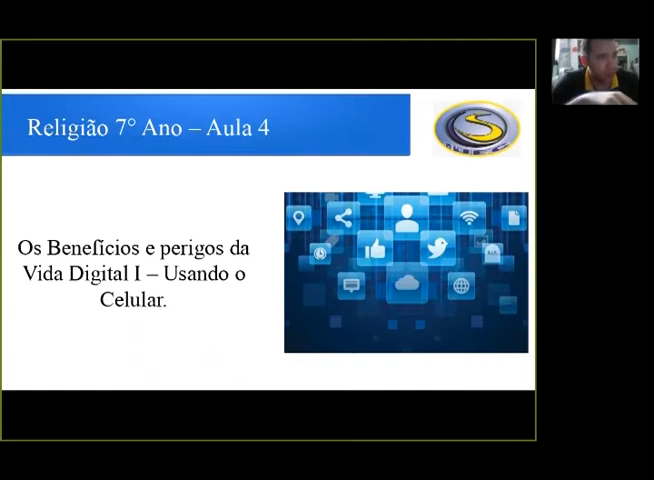 Religião 7° Ano – Aula 4
Os Benefícios e perigos da
Vida Digital I – Usando o
Celular.